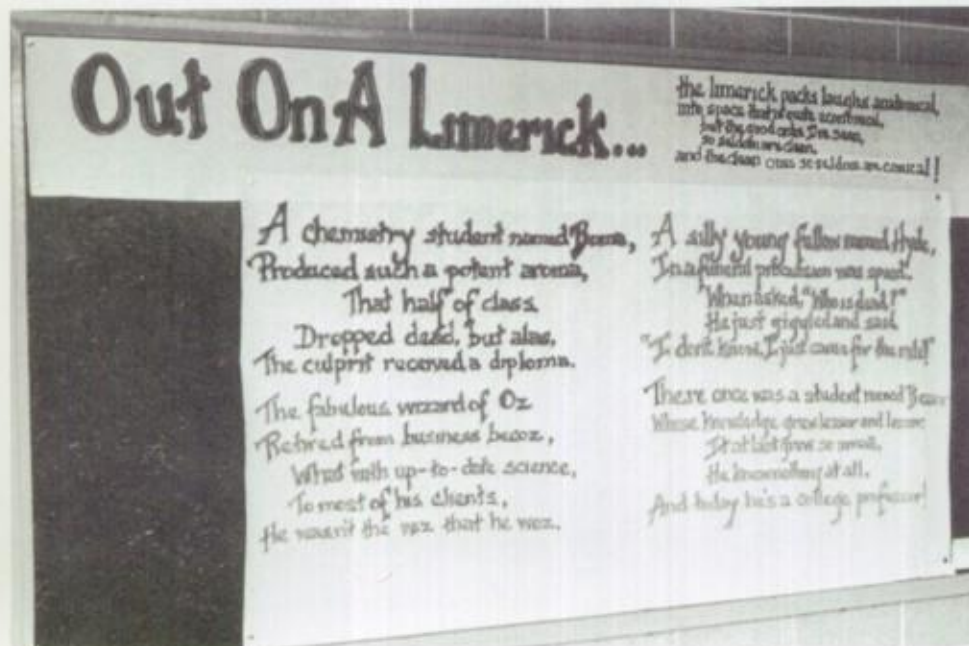 Out On A Limerick...
the limerick packs laughs anatomical,
into space that is quite economical,
but the good ones I've seen,
so seldom are clean,
and the clean ones so seldom are comical!
A chemistry student named
Produced such a potent aroma,
That half of class
Dropped dead, but alas,
The culprit received a diploma.
The fabulous wizard of Oz
Retired from business becoz,
What with up-to-date science,
To most of his clients,
He wasn't the woz that he woz.
A silly young fellow named Hyde,
In a funeral procession was spied.
"When asked, "Who is dead?"
He just giggled and said
"I don't know, I just came for the ride!"
There once was a student named
Whose knowledge grew lesser and lesser
It at last grew so small,
He knew nothing at all,
And today he's a college professor!